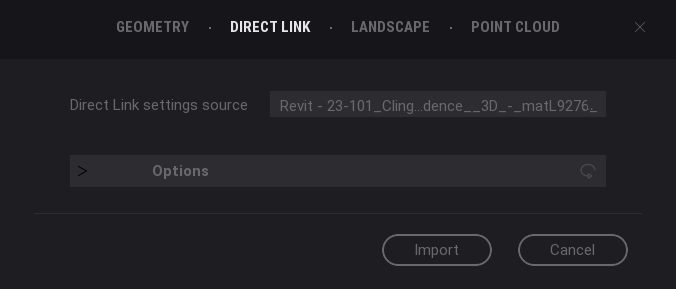 GEOMETRY · DIRECT LINK · LANDSCAPE · POINT CLOUD
Direct Link settings source Revit - 23-101_Cling...dence__3D_-_matL9276_
Options
Import Cancel